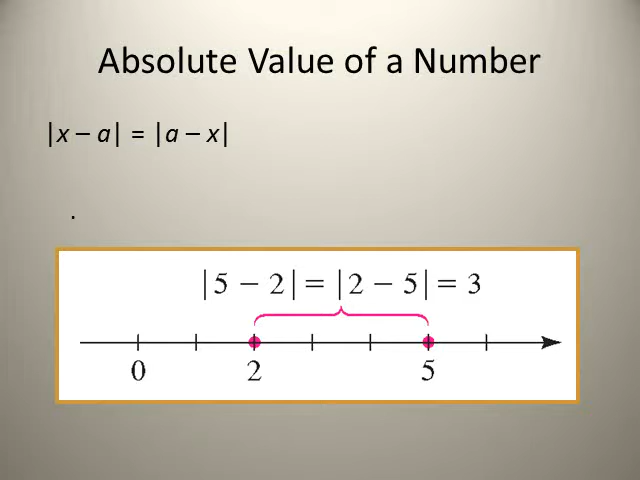 Absolute Value of a Number
|x – a| = |a – x|
.
|5 − 2| = |2 − 5| = 3
0 2 5